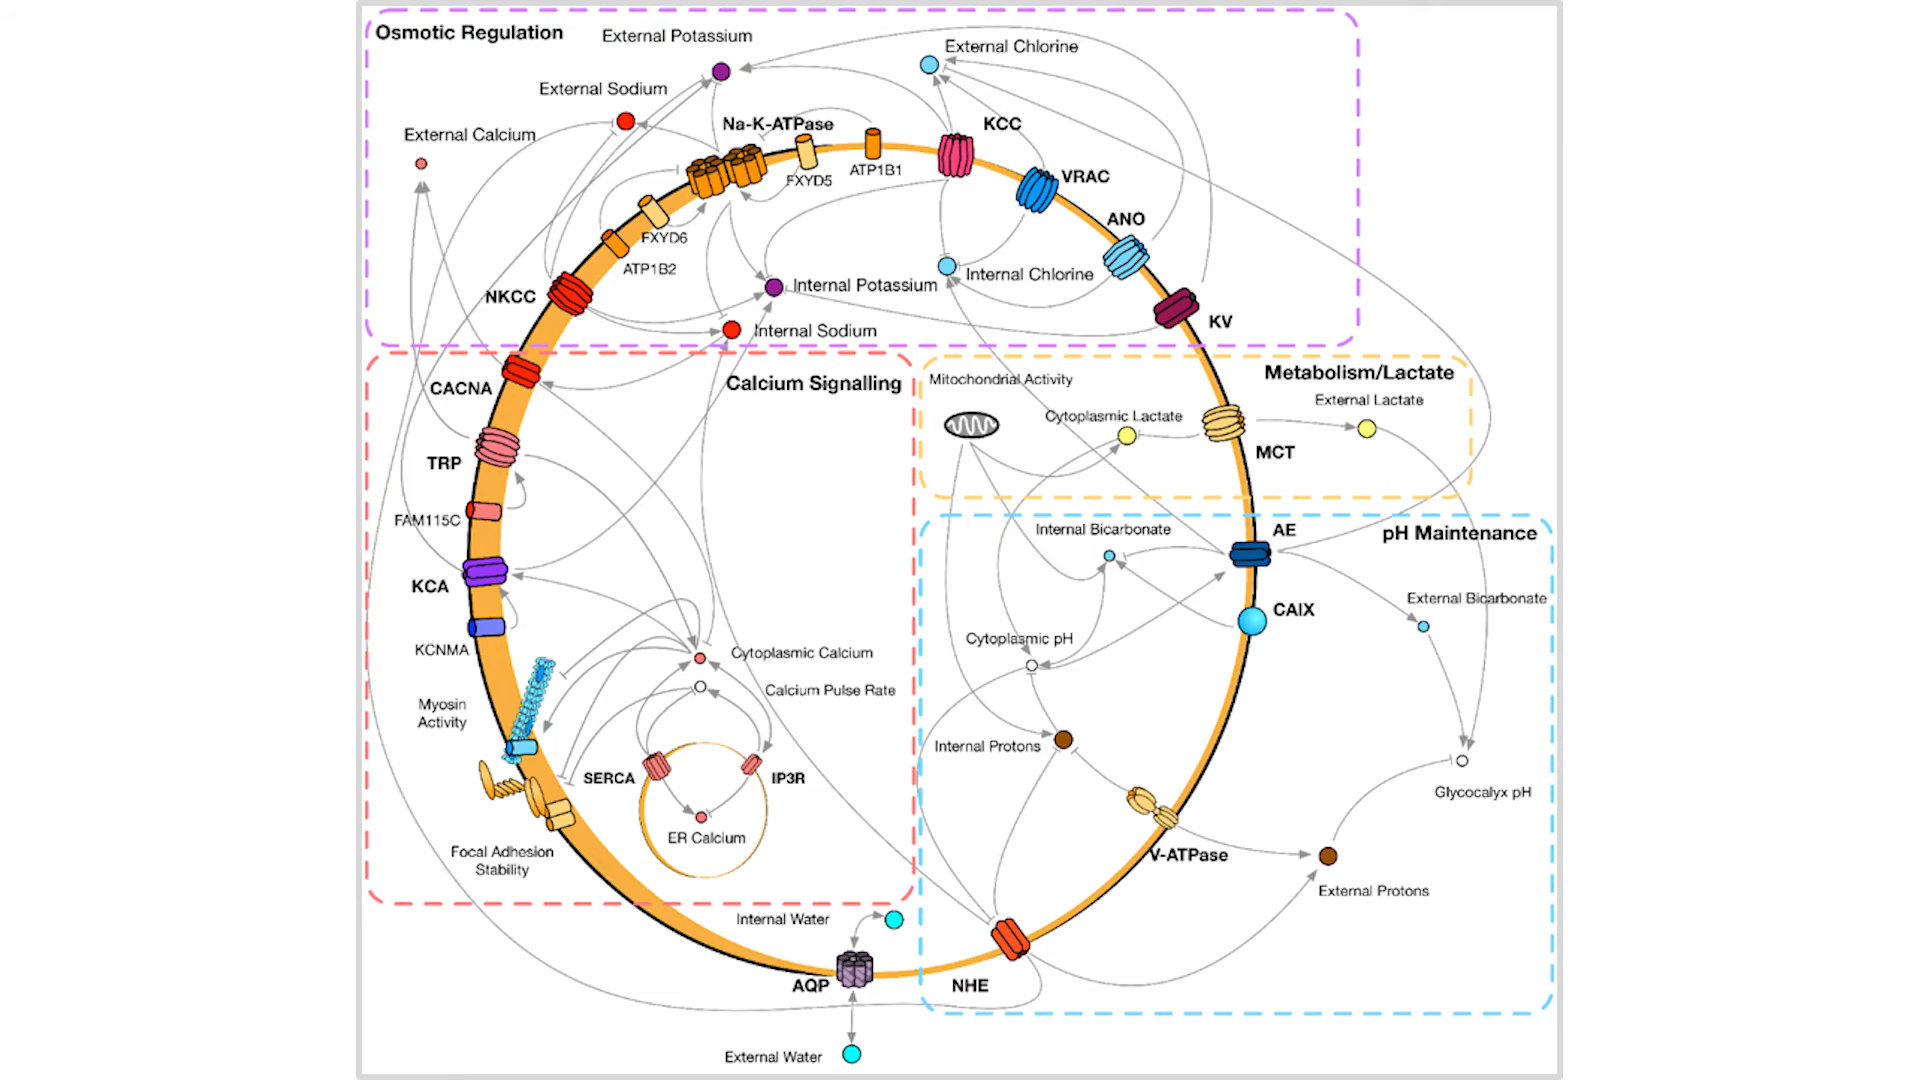 Osmotic Regulation
External Potassium
External Chlorine
External Sodium
External Calcium
Na-K-ATPase
KCC
FXYD5
ATP1B1
VRAC
ANO
FXYD6
ATP1B2
NKCC
Internal Potassium
Internal Chlorine
KV
Internal Sodium
CACNA
Calcium Signalling
Mitochondrial Activity
Metabolism/Lactate
External Lactate
Cytoplasmic Lactate
MCT
TRP
FAM115C
Internal Bicarbonate
AE
pH Maintenance
KCA
External Bicarbonate
CAIX
KCNMA
Cytoplasmic pH
Cytoplasmic Calcium
Calcium Pulse Rate
Myosin
Activity
Internal Protons
SERCA
IP3R
Glycocalyx pH
ER Calcium
Focal Adhesion
Stability
V-ATPase
External Protons
Internal Water
AQP
NHE
External Water